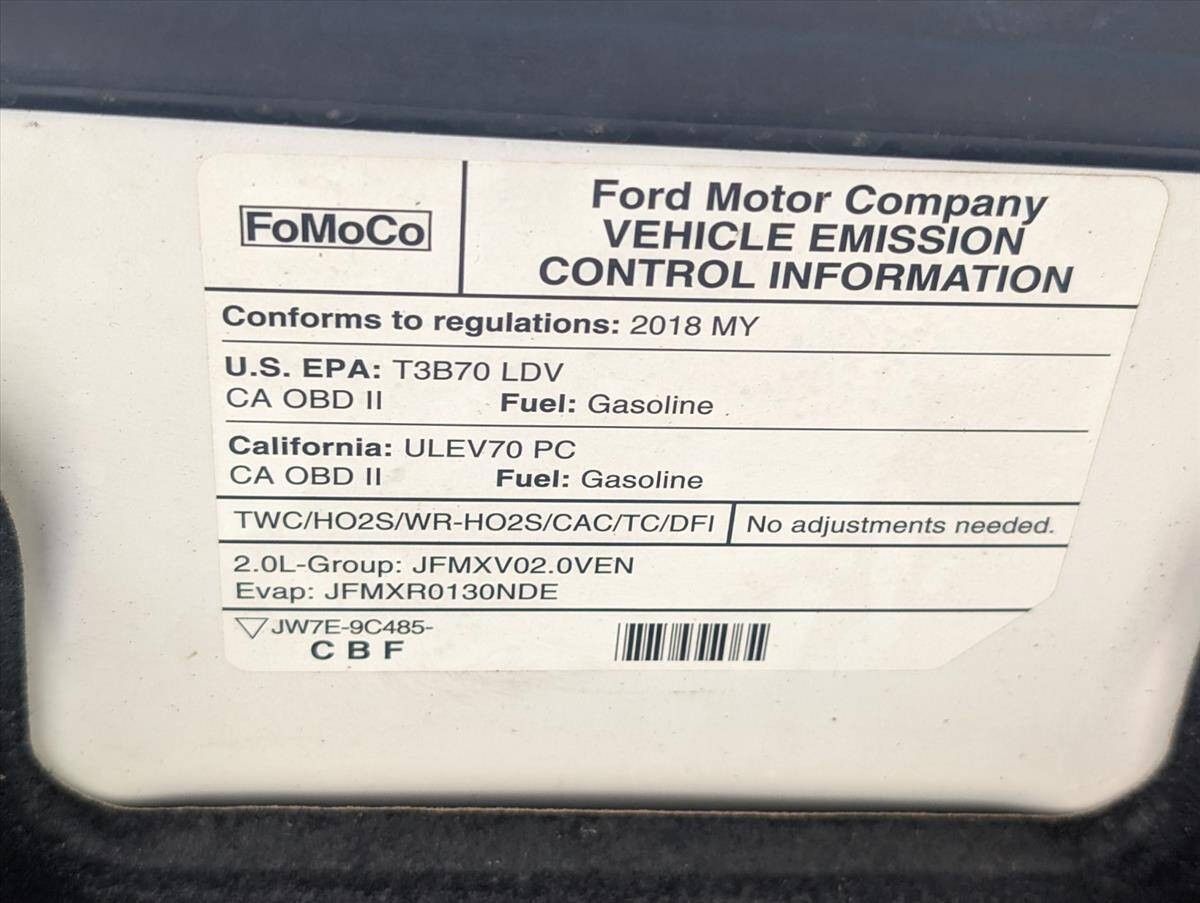 FoMoCo
Ford Motor Company
VEHICLE EMISSION
CONTROL INFORMATION
Conforms to regulations: 2018 MY
U.S. EPA: T3B70 LDV
CA OBD II Fuel: Gasoline
California: ULEV70 PC
CA OBD II Fuel: Gasoline
TWC/HO2S/WR-HO2S/CAC/TC/DFI No adjustments needed.
2.0L-Group: JFMXV02.0VEN
Evap: JFMXR0130NDE
JW7E-9C485-
C B F